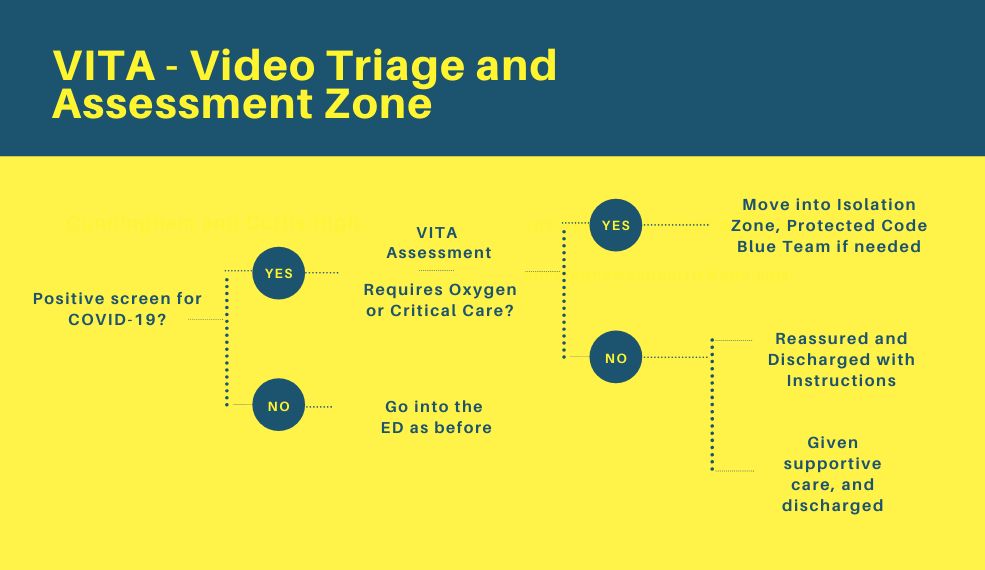 VITA - Video Triage and
Assessment Zone
Positive screen for
COVID-19?
YES
NO
VITA
Assessment
Requires Oxygen
or Critical Care?
Go into the
ED as before
YES
NO
Move into Isolation
Zone, Protected Code
Blue Team if needed
Reassured and
Discharged with
Instructions
Given
supportive
care, and
discharged